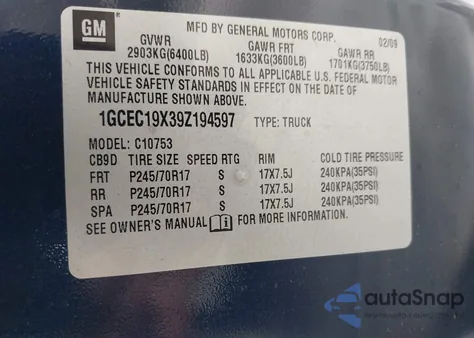 GM
MFD BY GENERAL MOTORS CORP. 02/09
GVWR GAWR FRT GAWR RR
2903KG(6400LB) 1633KG(3600LB) 1701KG(3750LB)
THIS VEHICLE CONFORMS TO ALL APPLICABLE U.S. FEDERAL MOTOR
VEHICLE SAFETY STANDARDS IN EFFECT ON THE DATE OF
MANUFACTURE SHOWN ABOVE.
1GCEC19X39Z194597 TYPE: TRUCK
MODEL: C10753
CB9D TIRE SIZE SPEED RTG RIM COLD TIRE PRESSURE
FRT P245/70R17 S 17X7.5J 240KPA(35PSI)
RR P245/70R17 S 17X7.5J 240KPA(35PSI)
SPA P245/70R17 S 17X7.5J 240KPA(35PSI)
SEE OWNER'S MANUAL FOR MORE INFORMATION.
autoSnap